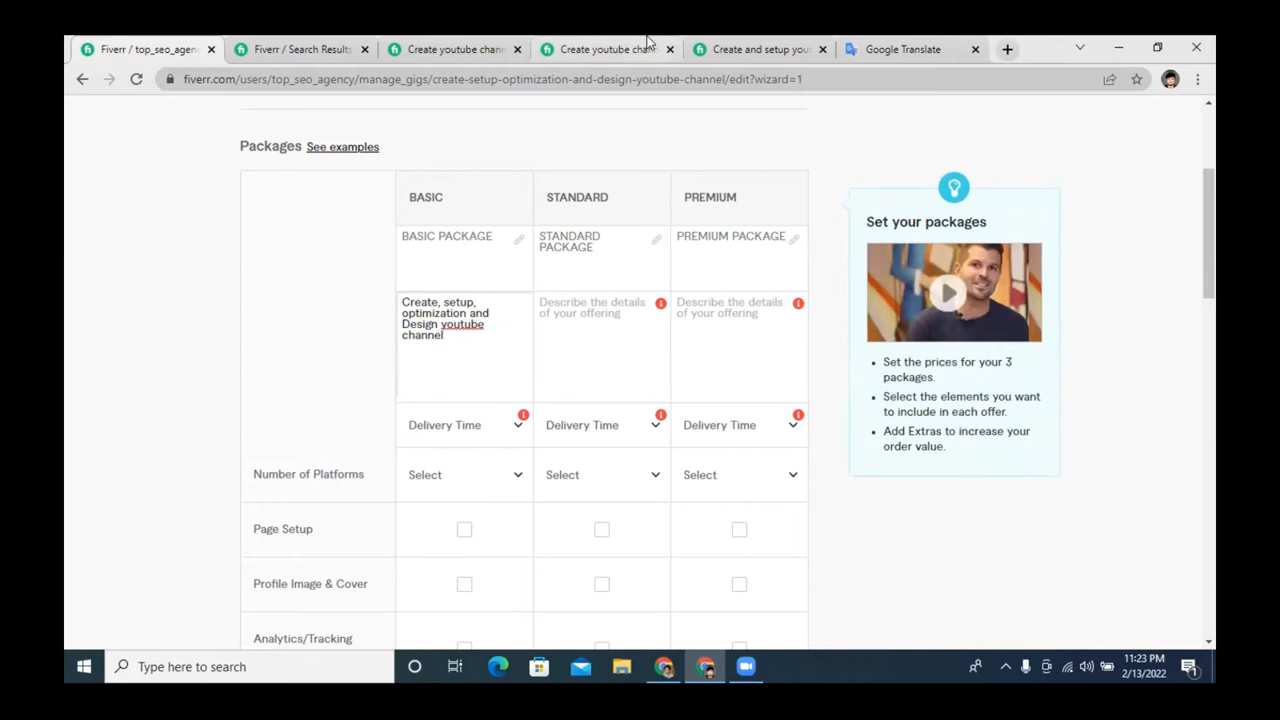 Fiverr / top_seo_agenc
Fiverr / Search Results
Create youtube chann
Create youtube chann
Create and setup you
Google Translate
fiverr.com/users/top_seo_agency/manage_gigs/create-setup-optimization-and-design-youtube-channel/edit?wizard=1
Packages See examples
BASIC STANDARD PREMIUM
BASIC PACKAGE
STANDARD
PACKAGE
PREMIUM PACKAGE
Create, setup,
optimization and
Design youtube
channel
Describe the details
of your offering
Describe the details
of your offering
Delivery Time Delivery Time Delivery Time
Number of Platforms Select Select Select
Page Setup
Profile Image & Cover
Analytics/Tracking
Set your packages
Set the prices for your 3
packages.
Select the elements you want
to include in each offer.
Add Extras to increase your
order value.
Type here to search
11:23 PM
2/13/2022
1